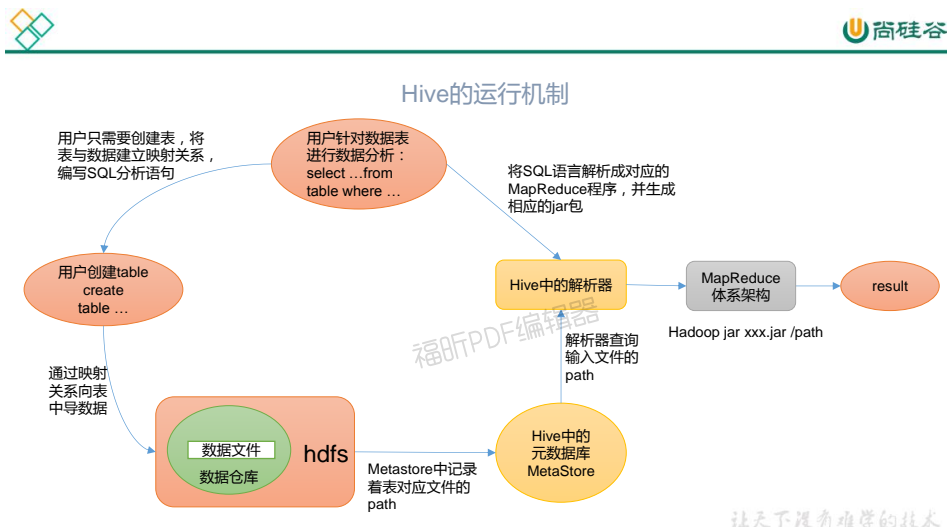 尚硅谷
Hive的运行机制
用户只需要创建表，将
表与数据建立映射关系，
编写SQL分析语句
用户针对数据表
进行数据分析：
select …from
table where …
将SQL语言解析成对应的
MapReduce程序，并生成
相应的jar包
用户创建table
create
table …
Hive中的解析器
MapReduce
体系架构
result
Hadoop jar xxx.jar /path
福昕PDF编辑器
解析器查询
输入文件的
path
通过映射
关系向表
中导数据
数据文件
数据仓库
hdfs
Metastore中记录
着表对应文件的
path
Hive中的
元数据库
MetaStore
让天下没有难学的技术